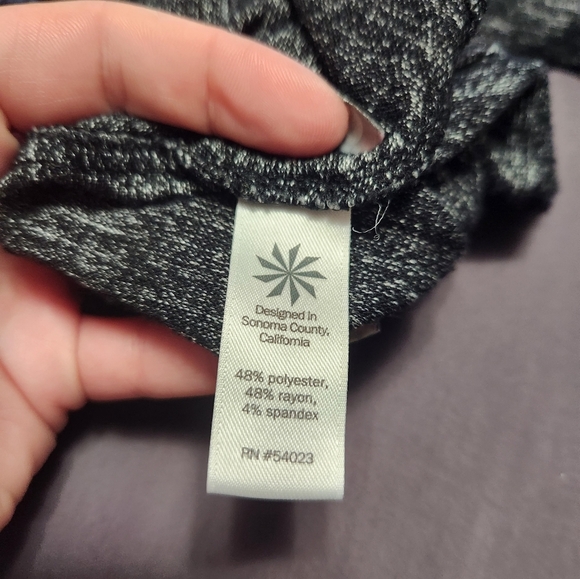 Designed in
Sonoma County,
California
48% polyester,
48% rayon,
4% spandex
RN #54023